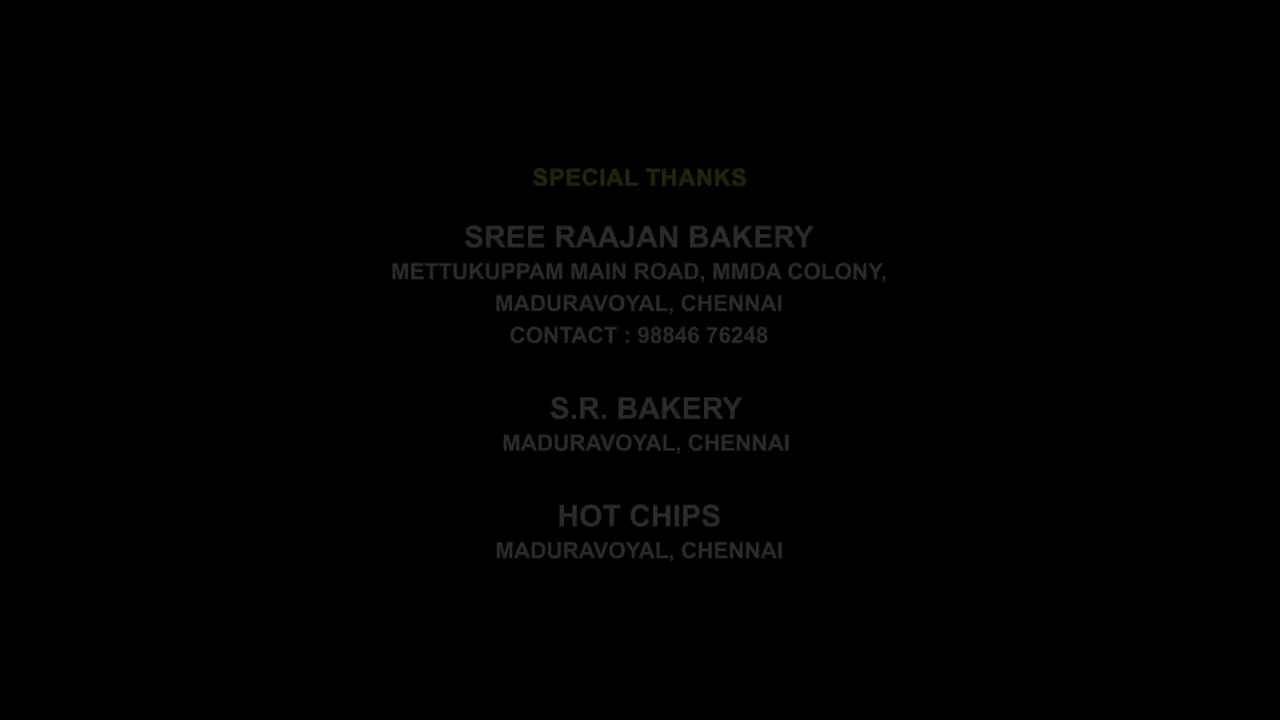 SPECIAL THANKS
SREE RAAJAN BAKERY
METTUKUPPAM MAIN ROAD, MMDA COLONY,
MADURAVOYAL, CHENNAI
CONTACT : 98846 76248
S.R. BAKERY
MADURAVOYAL, CHENNAI
HOT CHIPS
MADURAVOYAL, CHENNAI